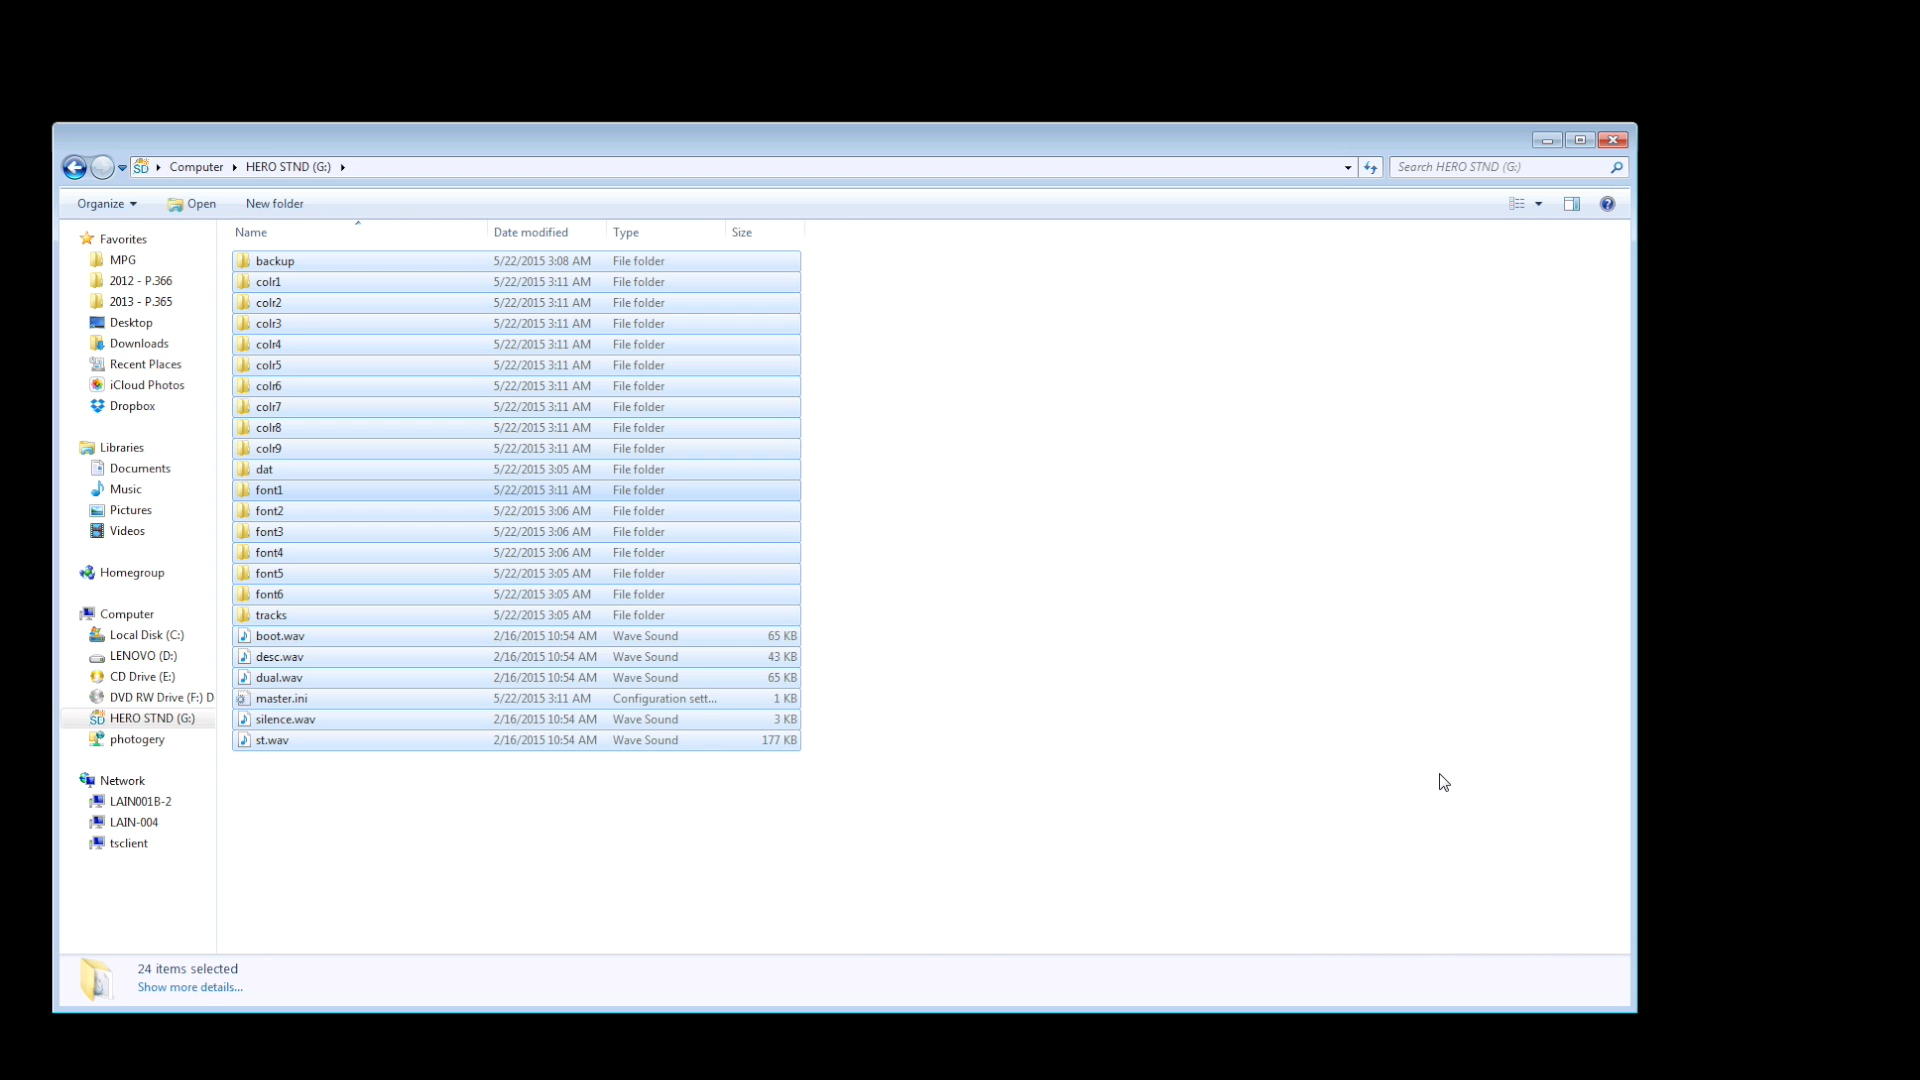 SD Computer HERO STND (G:) Search HERO STND (G:)
Organize Open New folder
Name Date modified Type Size
Favorites
MPG
2012 - P.366
2013 - P.365
Desktop
Downloads
Recent Places
iCloud Photos
Dropbox
Libraries
Documents
Music
Pictures
Videos
Homegroup
Computer
Local Disk (C:)
LENOVO (D:)
CD Drive (E:)
DVD RW Drive (F:) D
SD HERO STND (G:)
photogery
Network
LAIN001B-2
LAIN-004
tsclient
backup 5/22/2015 3:08 AM File folder
colr1 5/22/2015 3:11 AM File folder
colr2 5/22/2015 3:11 AM File folder
colr3 5/22/2015 3:11 AM File folder
colr4 5/22/2015 3:11 AM File folder
colr5 5/22/2015 3:11 AM File folder
colr6 5/22/2015 3:11 AM File folder
colr7 5/22/2015 3:11 AM File folder
colr8 5/22/2015 3:11 AM File folder
colr9 5/22/2015 3:11 AM File folder
dat 5/22/2015 3:05 AM File folder
font1 5/22/2015 3:11 AM File folder
font2 5/22/2015 3:06 AM File folder
font3 5/22/2015 3:06 AM File folder
font4 5/22/2015 3:06 AM File folder
font5 5/22/2015 3:05 AM File folder
font6 5/22/2015 3:05 AM File folder
tracks 5/22/2015 3:05 AM File folder
boot.wav 2/16/2015 10:54 AM Wave Sound 65 KB
desc.wav 2/16/2015 10:54 AM Wave Sound 43 KB
dual.wav 2/16/2015 10:54 AM Wave Sound 65 KB
master.ini 5/22/2015 3:11 AM Configuration sett... 1 KB
silence.wav 2/16/2015 10:54 AM Wave Sound 3 KB
st.wav 2/16/2015 10:54 AM Wave Sound 177 KB
24 items selected
Show more details...